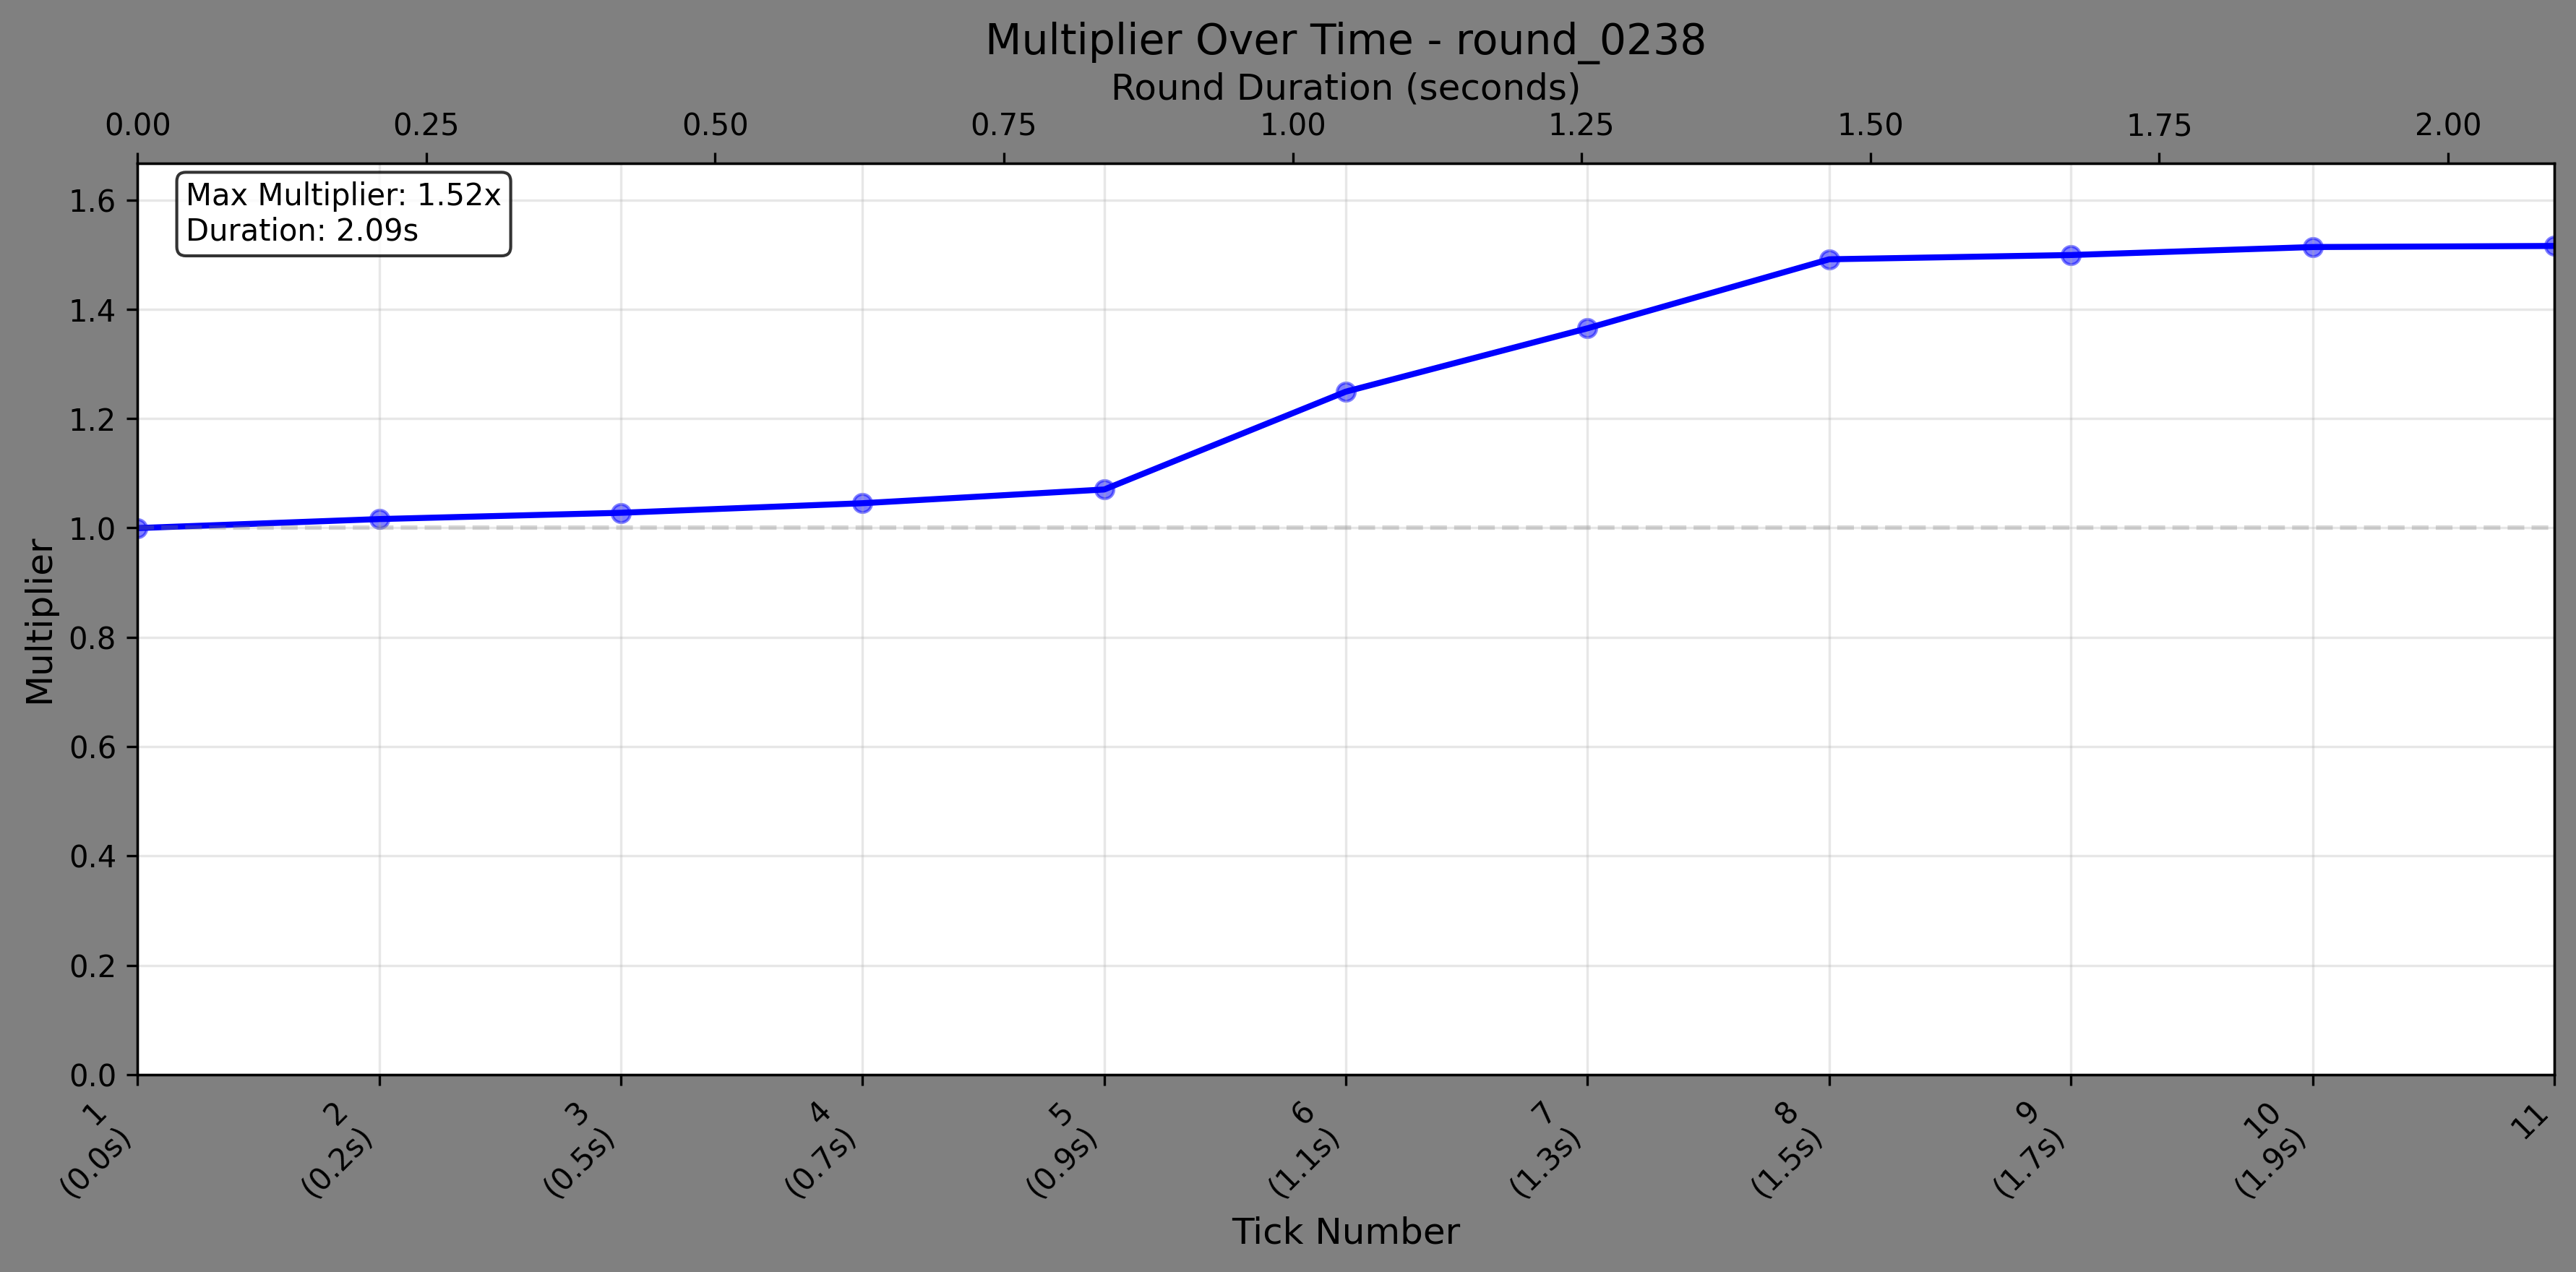 Multiplier Over Time - round_0238
Round Duration (seconds)
0.00 0.25 0.50 0.75 1.00 1.25 1.50 1.75 2.00
Max Multiplier: 1.52x
Duration: 2.09s
1.6
1.4
1.2
1.0
0.8
0.6
0.4
0.2
0.0
Multiplier
1 2 3 4 5 6 7 8 9 10 11
(0.0s) (0.2s) (0.5s) (0.7s) (0.9s) (1.1s) (1.3s) (1.5s) (1.7s) (1.9s)
Tick Number